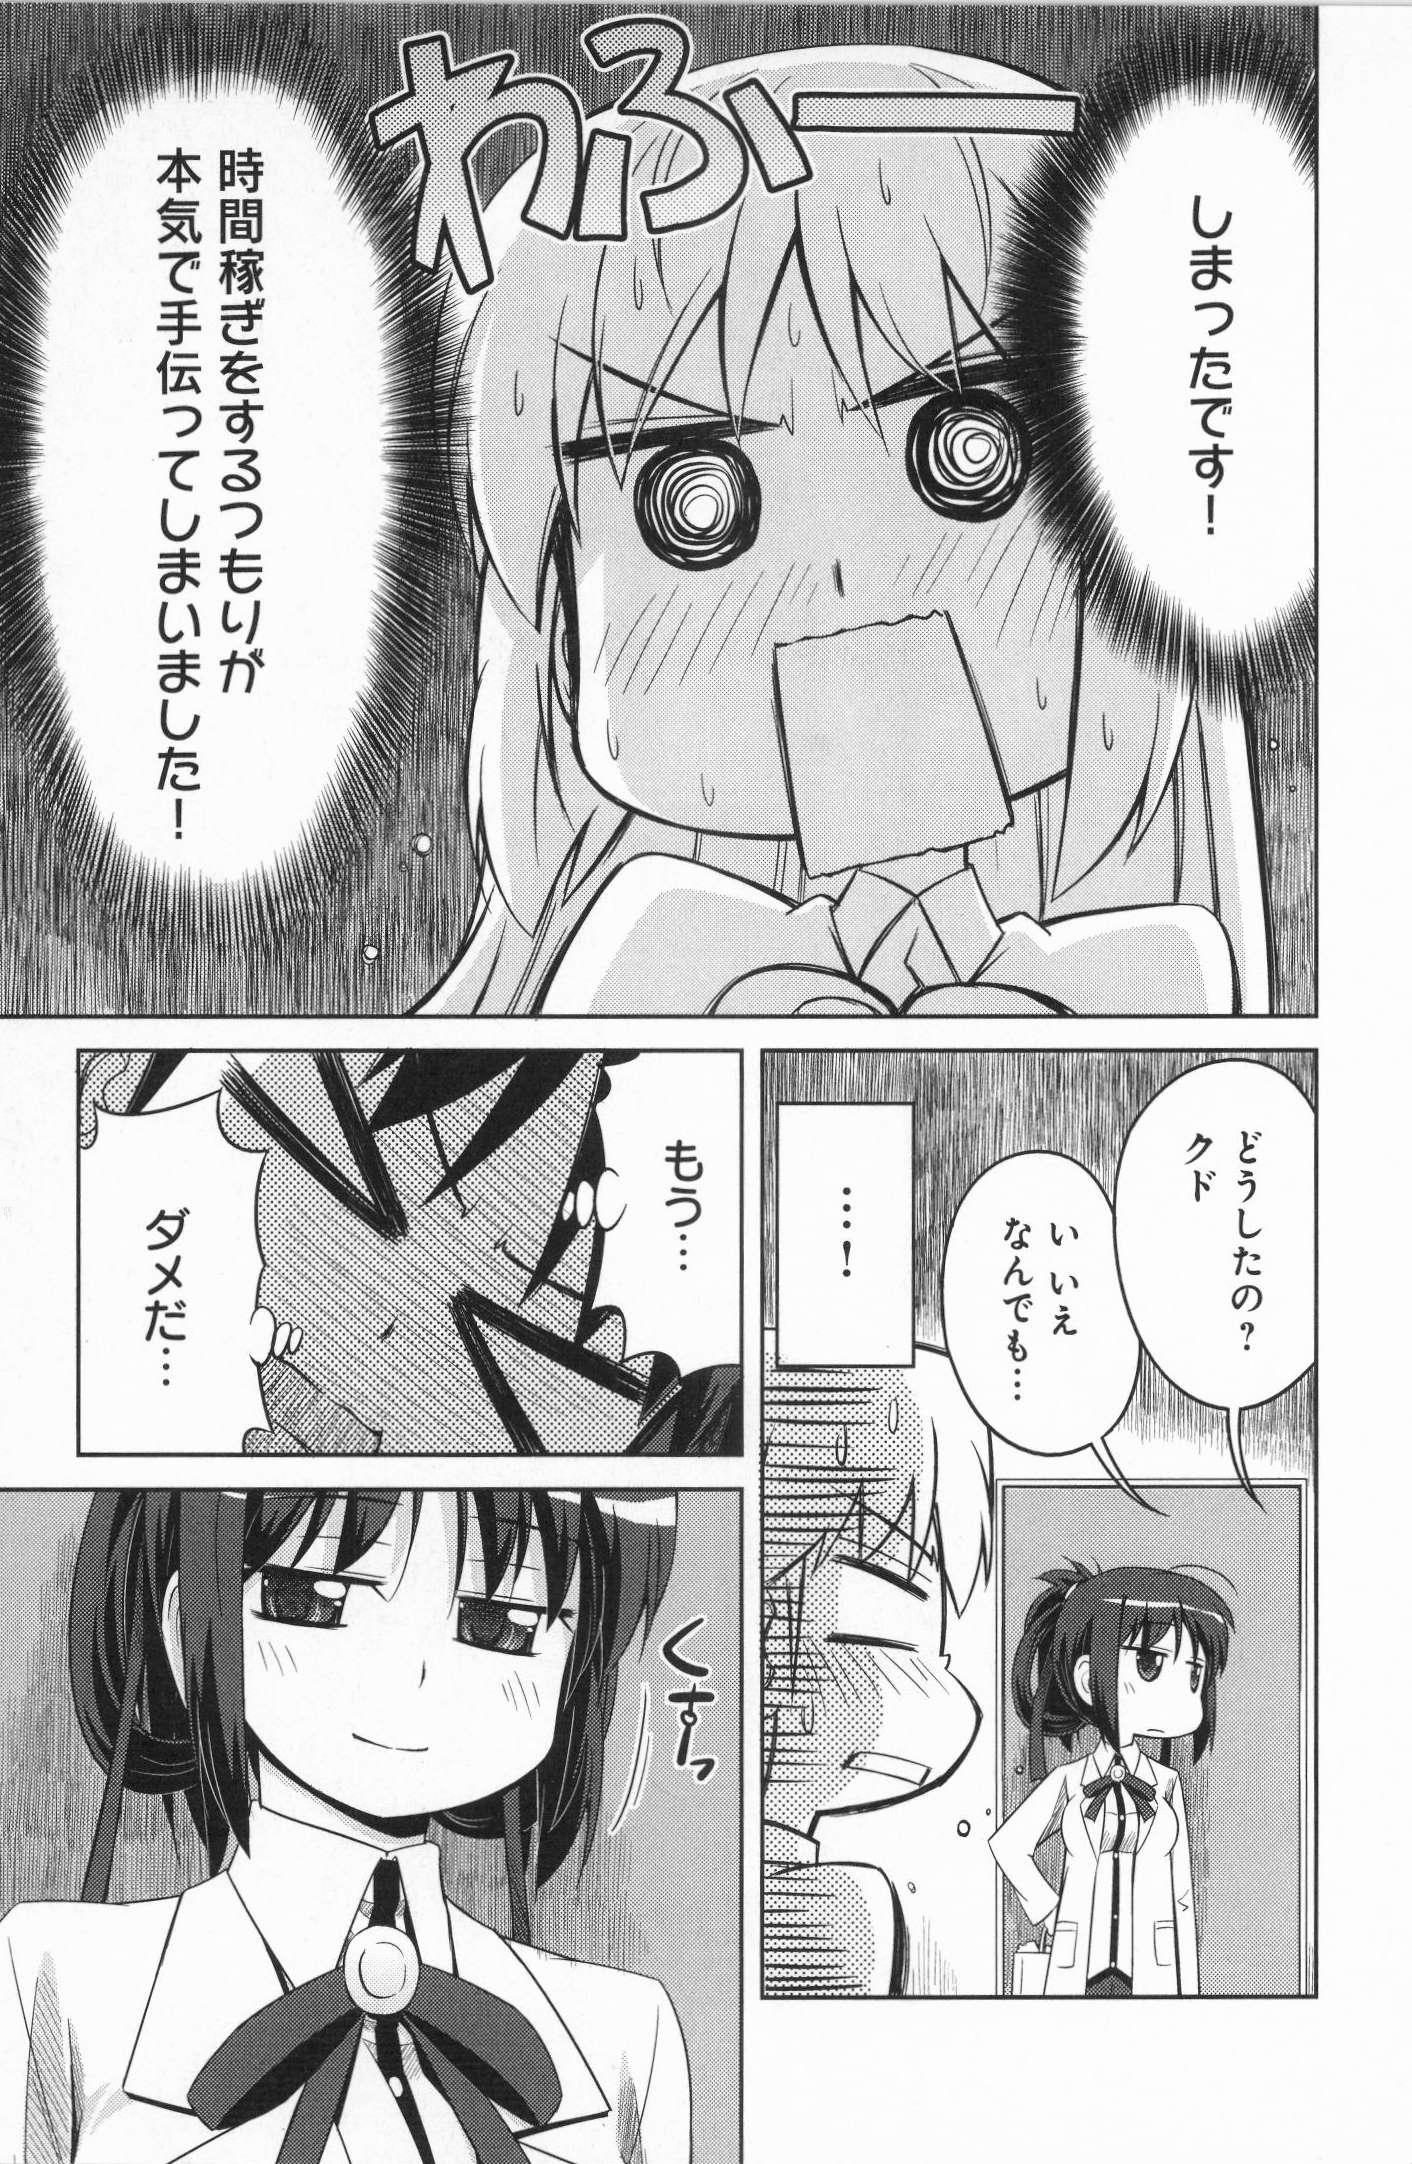 しまったです！
わふー
時間稼ぎをするつもりが
本気で手伝ってしまいました！
どうしたの？
クド
いいえ
なんでも…
…！
もう…
ダメだ…
くすっ